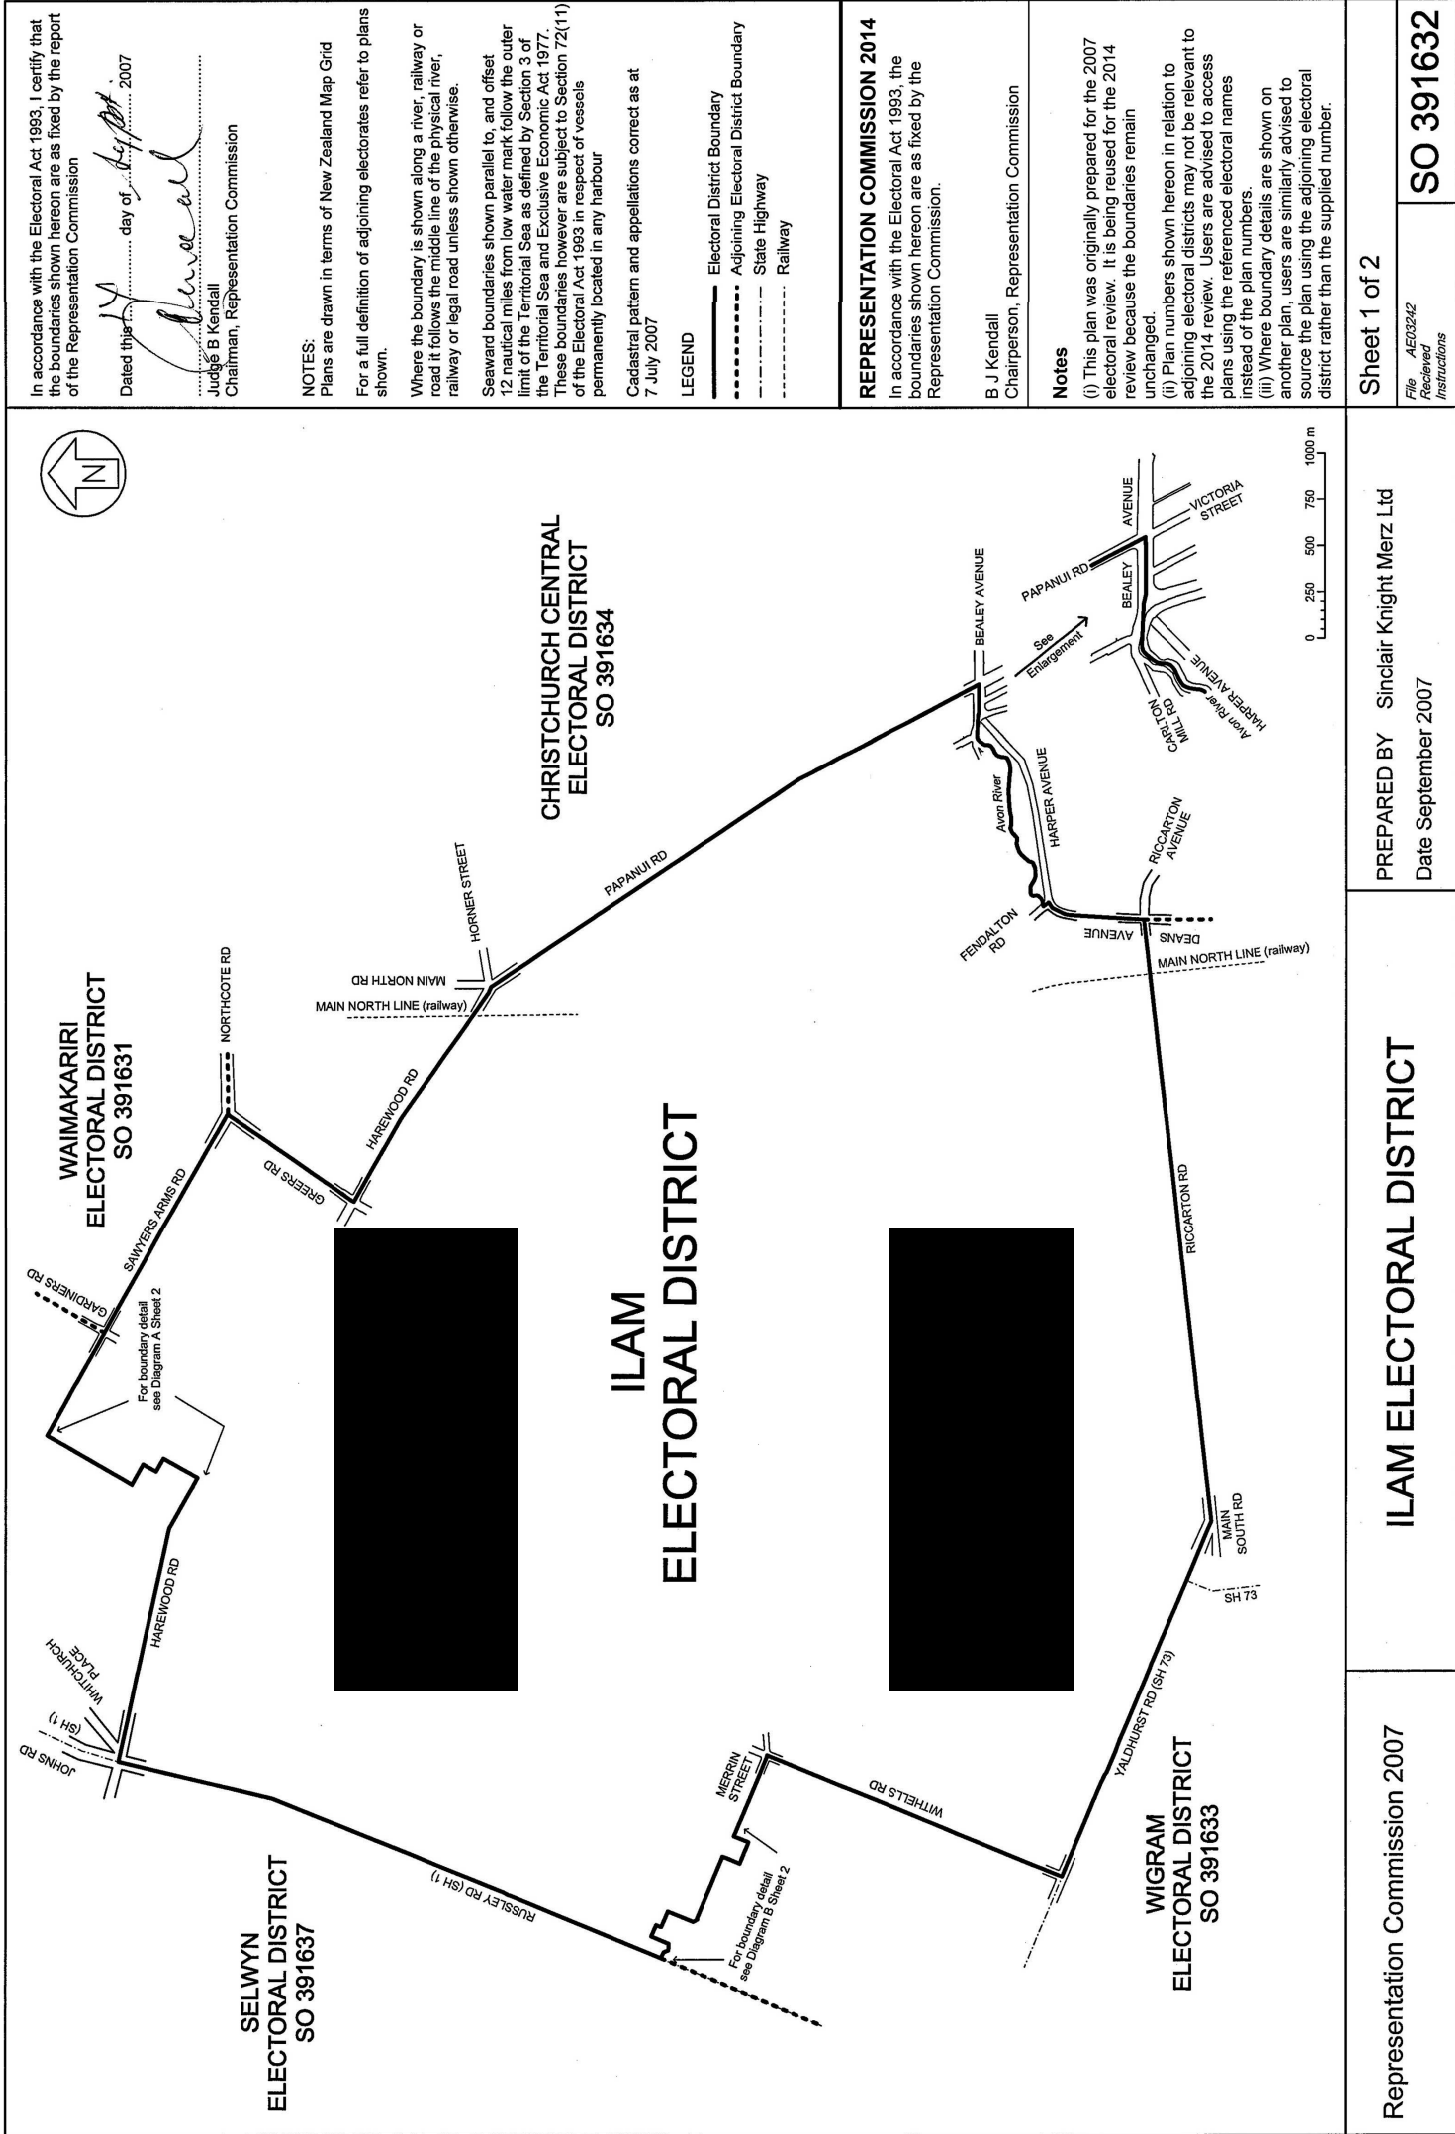 WAIMAKARIRI
ELECTORAL DISTRICT
SO 391631
SELWYN
ELECTORAL DISTRICT
SO 391637
CHRISTCHURCH CENTRAL
ELECTORAL DISTRICT
SO 391634
WIGRAM
ELECTORAL DISTRICT
SO 391633
ILAM
ELECTORAL DISTRICT
N
JOHNS RD
(SH 1)
WHITCHURCH
PLACE
HAREWOOD RD
For boundary detail
see Diagram A Sheet 2
GARDINERS RD
SAWYERS ARMS RD
NORTHCOTE RD
GREERS RD
HAREWOOD RD
MAIN NORTH LINE (railway)
MAIN NORTH RD
HORNER STREET
PAPANUI RD
BEALEY AVENUE
See
Enlargement
Avon River
HARPER AVENUE
FENDALTON
RD
DEANS
AVENUE
RICCARTON
AVENUE
MAIN NORTH LINE (railway)
RICCARTON RD
MAIN
SOUTH RD
SH 73
YALDHURST RD (SH 73)
WITHELLS RD
MERRIN
STREET
For boundary detail
see Diagram B Sheet 2
RUSSLEY RD (SH 1)
PAPANUI RD
BEALEY
AVENUE
VICTORIA
STREET
CARLTON
MILL RD
Avon River
HARPER AVENUE
0 250 500 750 1000 m
In accordance with the Electoral Act 1993, I certify that
the boundaries shown hereon are as fixed by the report
of the Representation Commission
Dated this 14 day of Sept 2007
Judge B Kendall
Chairman, Representation Commission
NOTES:
Plans are drawn in terms of New Zealand Map Grid
For a full definition of adjoining electorates refer to plans
shown.
Where the boundary is shown along a river, railway or
road it follows the middle line of the physical river,
railway or legal road unless shown otherwise.
Seaward boundaries shown parallel to, and offset
12 nautical miles from low water mark follow the outer
limit of the Territorial Sea as defined by Section 3 of
the Territorial Sea and Exclusive Economic Act 1977.
These boundaries however are subject to Section 72(11)
of the Electoral Act 1993 in respect of vessels
permanently located in any harbour
Cadastral pattern and appellations correct as at
7 July 2007
LEGEND
Electoral District Boundary
Adjoining Electoral District Boundary
State Highway
Railway
REPRESENTATION COMMISSION 2014
In accordance with the Electoral Act 1993, the
boundaries shown hereon are as fixed by the
Representation Commission.
B J Kendall
Chairperson, Representation Commission
Notes
(i) This plan was originally prepared for the 2007
electoral review. It is being reused for the 2014
review because the boundaries remain
unchanged.
(ii) Plan numbers shown hereon in relation to
adjoining electoral districts may not be relevant to
the 2014 review. Users are advised to access
plans using the referenced electoral names
instead of the plan numbers.
(iii) Where boundary details are shown on
another plan, users are similarly advised to
source the plan using the adjoining electoral
district rather than the supplied number.
Representation Commission 2007
ILAM ELECTORAL DISTRICT
PREPARED BY Sinclair Knight Merz Ltd
Date September 2007
Sheet 1 of 2
File AE03242
Recieved
Instructions
SO 391632